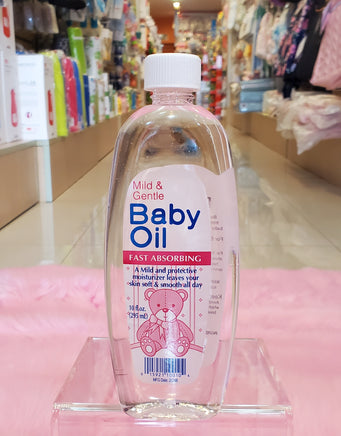 Mild &
Gentle
Baby
Oil
FAST ABSORBING
A Mild and protective
moisturizer leaves your
skin soft & smooth all day
10 fl oz.
(295 ml)